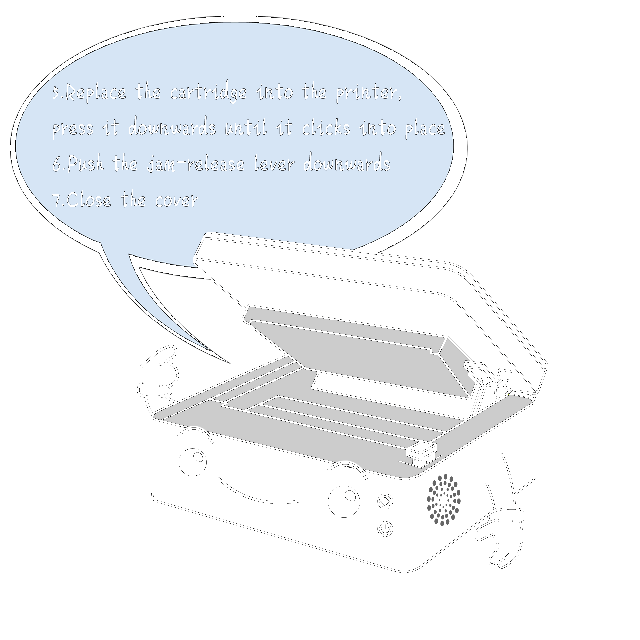 5.Replace the cartridge into the printer,
press it downwards until it clicks into place
6.Push the jam-release lever downwards
7.Close the cover